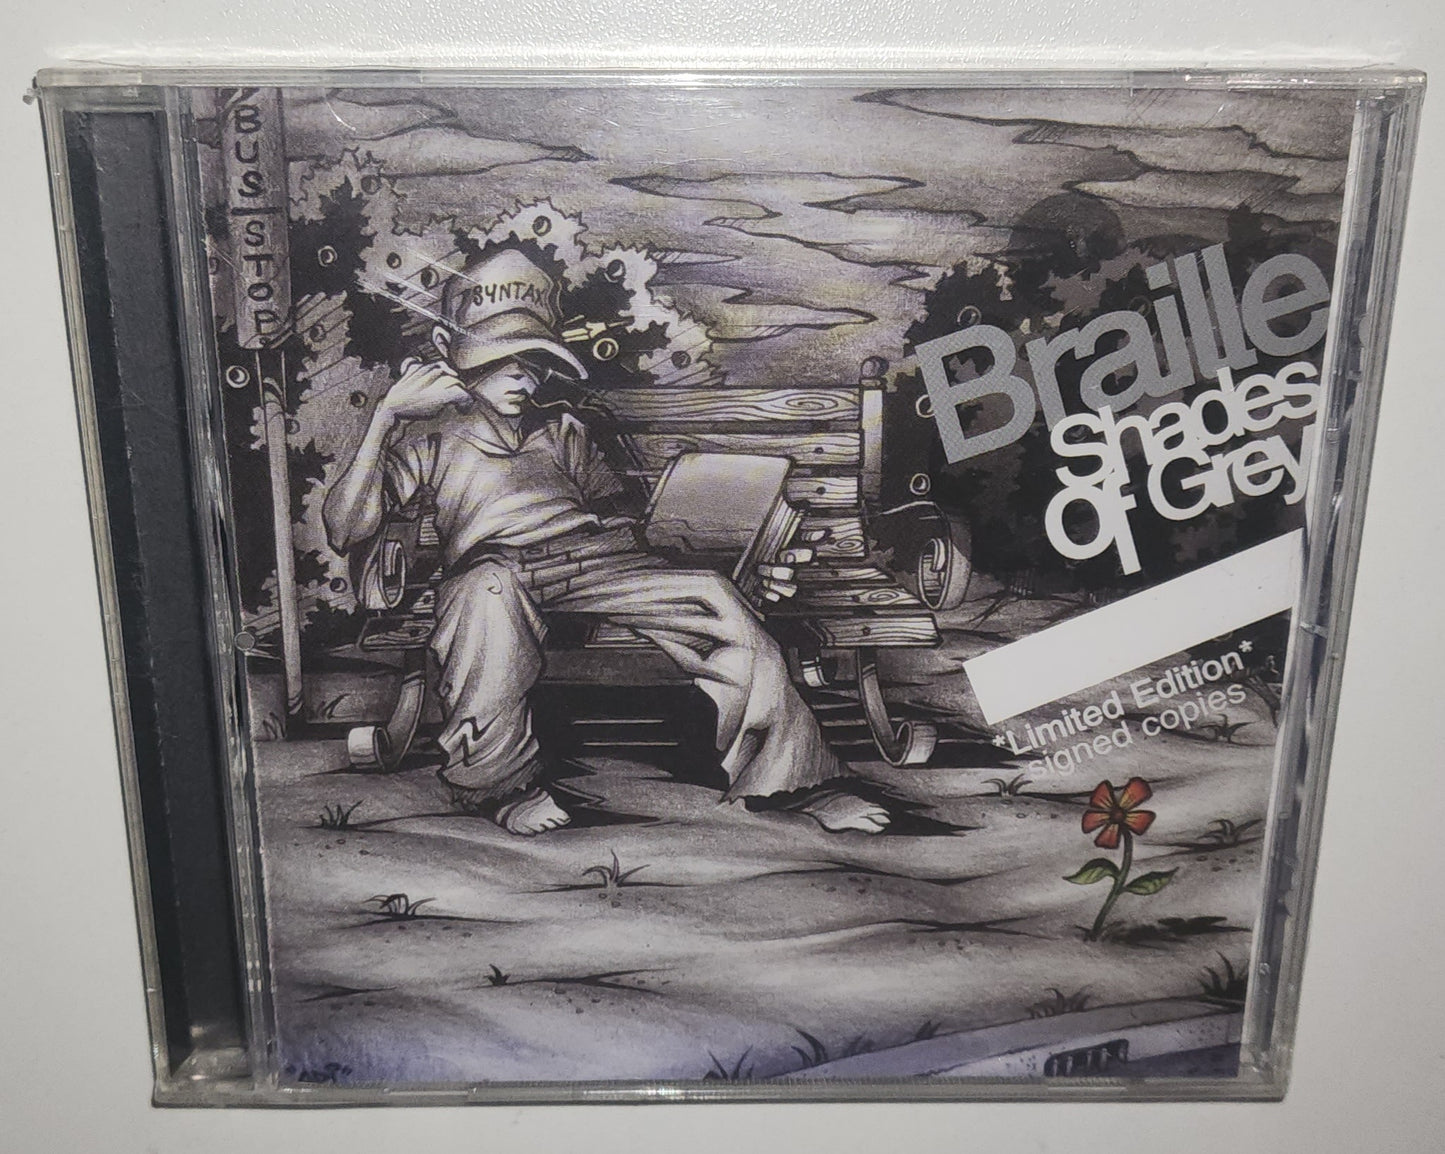 BUS STOP
SYNTAX
Braille
Shades
of Grey
*Limited Edition*
signed copies